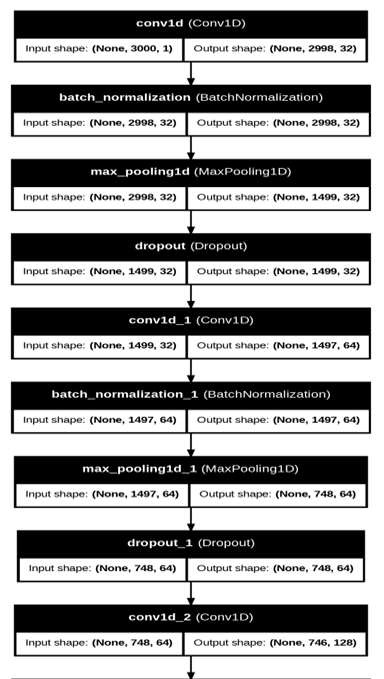 conv1d (Conv1D)
Input shape: (None, 3000, 1) Output shape: (None, 2998, 32)
batch_normalization (BatchNormalization)
Input shape: (None, 2998, 32) Output shape: (None, 2998, 32)
max_pooling1d (MaxPooling1D)
Input shape: (None, 2998, 32) Output shape: (None, 1499, 32)
dropout (Dropout)
Input shape: (None, 1499, 32) Output shape: (None, 1499, 32)
conv1d_1 (Conv1D)
Input shape: (None, 1499, 32) Output shape: (None, 1497, 64)
batch_normalization_1 (BatchNormalization)
Input shape: (None, 1497, 64) Output shape: (None, 1497, 64)
max_pooling1d_1 (MaxPooling1D)
Input shape: (None, 1497, 64) Output shape: (None, 748, 64)
dropout_1 (Dropout)
Input shape: (None, 748, 64) Output shape: (None, 748, 64)
conv1d_2 (Conv1D)
Input shape: (None, 748, 64) Output shape: (None, 746, 128)